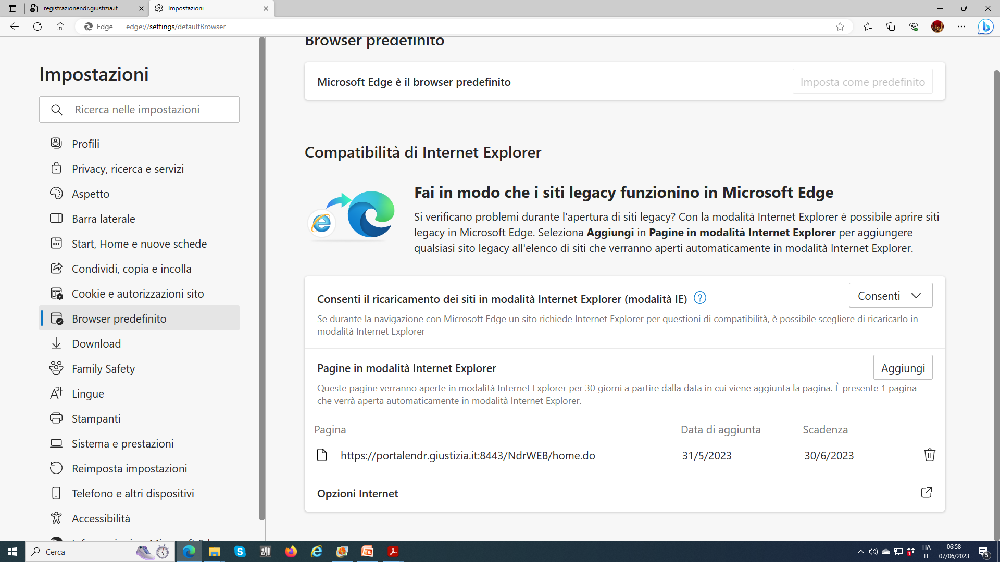 registrazionendr.giustizia.it
Impostazioni
Edge
edge://settings/defaultBrowser
Impostazioni
Ricerca nelle impostazioni
Profili
Privacy, ricerca e servizi
Aspetto
Barra laterale
Start, Home e nuove schede
Condividi, copia e incolla
Cookie e autorizzazioni sito
Browser predefinito
Download
Family Safety
Lingue
Stampanti
Sistema e prestazioni
Reimposta impostazioni
Telefono e altri dispositivi
Accessibilità
Browser predefinito
Microsoft Edge è il browser predefinito
Imposta come predefinito
Compatibilità di Internet Explorer
Fai in modo che i siti legacy funzionino in Microsoft Edge
Si verificano problemi durante l'apertura di siti legacy? Con la modalità Internet Explorer è possibile aprire siti
legacy in Microsoft Edge. Seleziona Aggiungi in Pagine in modalità Internet Explorer per aggiungere
qualsiasi sito legacy all'elenco di siti che verranno aperti automaticamente in modalità Internet Explorer.
Consenti il ricaricamento dei siti in modalità Internet Explorer (modalità IE)
Consenti
Se durante la navigazione con Microsoft Edge un sito richiede Internet Explorer per questioni di compatibilità, è possibile scegliere di ricaricarlo in
modalità Internet Explorer
Pagine in modalità Internet Explorer
Aggiungi
Queste pagine verranno aperte in modalità Internet Explorer per 30 giorni a partire dalla data in cui viene aggiunta la pagina. È presente 1 pagina
che verrà aperta automaticamente in modalità Internet Explorer.
Pagina Data di aggiunta Scadenza
https://portalendr.giustizia.it:8443/NdrWEB/home.do 31/5/2023 30/6/2023
Opzioni Internet
Cerca
ITA
IT
06:58
07/06/2023
5